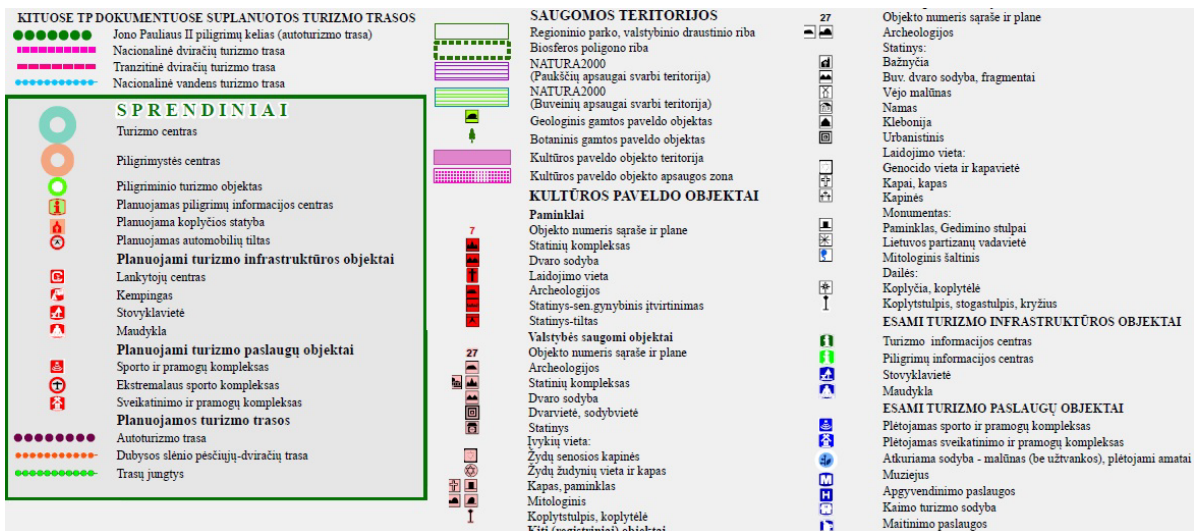 KITUOSE TP DOKUMENTUOSE SUPLANUOTOS TURIZMO TRASOS
Jono Pauliaus II piligrimų kelias (autoturizmo trasa)
Nacionalinė dviračių turizmo trasa
Tranzitinė dviračių turizmo trasa
Nacionalinė vandens turizmo trasa
SPRENDINIAI
Turizmo centras
Piligrimystės centras
Piligriminio turizmo objektas
Planuojamas piligrimų informacijos centras
Planuojama koplyčios statyba
Planuojamas automobilių tiltas
Planuojami turizmo infrastruktūros objektai
Lankytojų centras
Kempingas
Stovyklavietė
Maudykla
Planuojami turizmo paslaugų objektai
Sporto ir pramogų kompleksas
Ekstremalaus sporto kompleksas
Sveikatinimo ir pramogų kompleksas
Planuojamos turizmo trasos
Autoturizmo trasa
Dubysos slėnio pėsčiųjų-dviračių trasa
Trasų jungtys
SAUGOMOS TERITORIJOS
Regioninio parko, valstybinio draustinio riba
Biosferos poligono riba
NATURA2000
(Paukščių apsaugai svarbi teritorija)
NATURA2000
(Buveinių apsaugai svarbi teritorija)
Geologinis gamtos paveldo objektas
Botaninis gamtos paveldo objektas
Kultūros paveldo objekto teritorija
Kultūros paveldo objekto apsaugos zona
KULTŪROS PAVELDO OBJEKTAI
Paminklai
7 Objekto numeris sąraše ir plane
Statinių kompleksas
Dvaro sodyba
Laidojimo vieta
Archeologijos
Statinys-sen.gynybinis įtvirtinimas
Statinys-tiltas
Valstybės saugomi objektai
27 Objekto numeris sąraše ir plane
Archeologijos
Statinių kompleksas
Dvaro sodyba
Dvarvietė, sodybvietė
Statinys
Įvykių vieta:
Žydų senosios kapinės
Žydų žudynių vieta ir kapas
Kapas, paminklas
Mitologinis
Koplytstulpis, koplytėlė
Kiti (registriniai) objektai
27 Objekto numeris sąraše ir plane
Archeologijos
Statinys:
Bažnyčia
Buv. dvaro sodyba, fragmentai
Vėjo malūnas
Namas
Klebonija
Urbanistinis
Laidojimo vieta:
Genocido vieta ir kapavietė
Kapai, kapas
Kapinės
Monumentas:
Paminklas, Gedimino stulpai
Lietuvos partizanų vadavietė
Mitologinis šaltinis
Dailės:
Koplyčia, koplytėlė
Koplytstulpis, stogastulpis, kryžius
ESAMI TURIZMO INFRASTRUKTŪROS OBJEKTAI
Turizmo informacijos centras
Piligrimų informacijos centras
Stovyklavietė
Maudykla
ESAMI TURIZMO PASLAUGŲ OBJEKTAI
Plėtojamas sporto ir pramogų kompleksas
Plėtojamas sveikatinimo ir pramogų kompleksas
Atkuriama sodyba - malūnas (be užtvankos), plėtojami amatai
M Muziejus
H Apgyvendinimo paslaugos
Kaimo turizmo sodyba
Maitinimo paslaugos